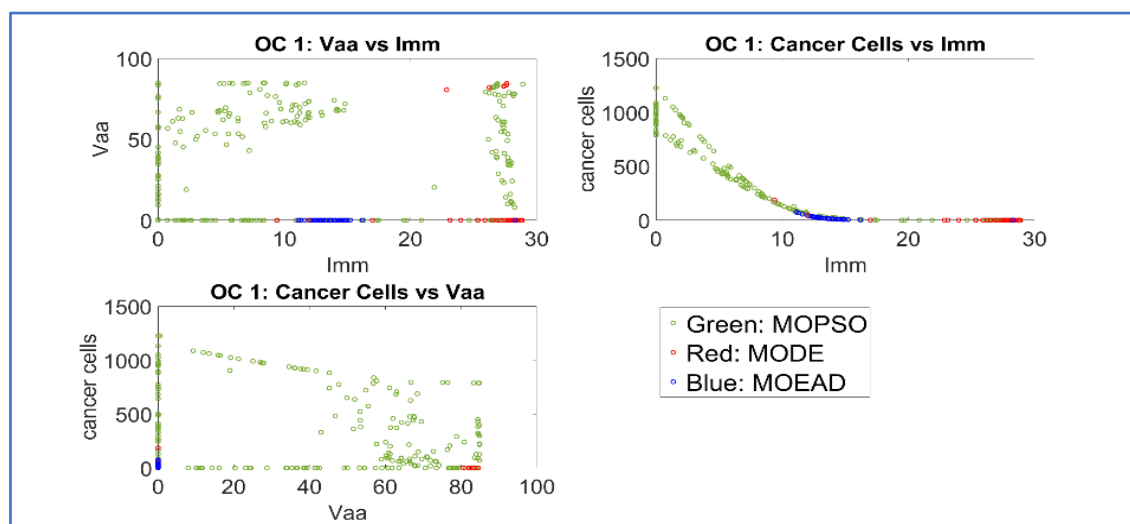 OC 1: Vaa vs Imm
100
50
0
Vaa
0 10 20 30
Imm
OC 1: Cancer Cells vs Imm
1500
1000
500
0
cancer cells
0 10 20 30
Imm
OC 1: Cancer Cells vs Vaa
1500
1000
500
0
cancer cells
0 20 40 60 80 100
Vaa
Green: MOPSO
Red: MODE
Blue: MOEAD